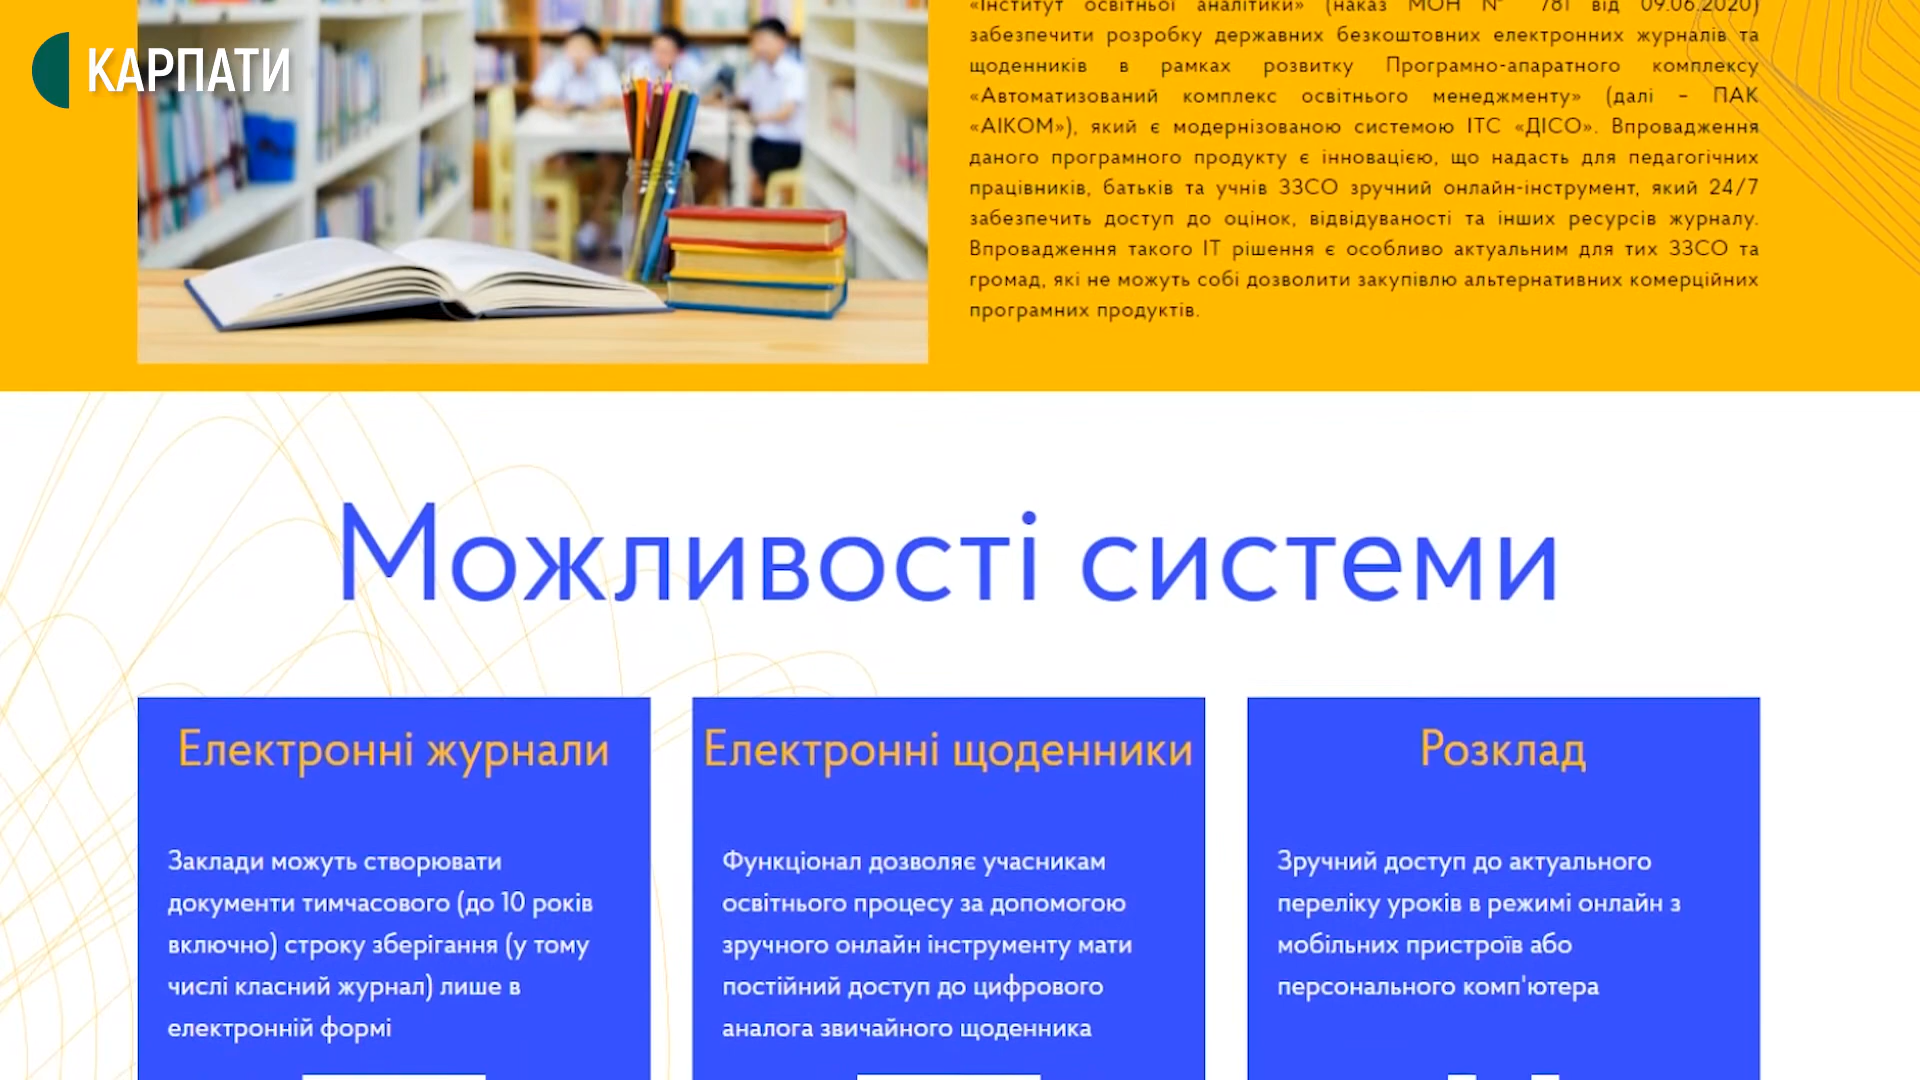 КАРПАТИ
«Інститут освітньої аналітики» (наказ МОН № 781 від 09.06.2020)
забезпечити розробку державних безкоштовних електронних журналів та
щоденників в рамках розвитку Програмно-апаратного комплексу
«Автоматизований комплекс освітнього менеджменту» (далі – ПАК
«АІКОМ»), який є модернізованою системою ІТС «ДІСО». Впровадження
даного програмного продукту є інновацією, що надасть для педагогічних
працівників, батьків та учнів ЗЗСО зручний онлайн-інструмент, який 24/7
забезпечить доступ до оцінок, відвідуваності та інших ресурсів журналу.
Впровадження такого ІТ рішення є особливо актуальним для тих ЗЗСО та
громад, які не можуть собі дозволити закупівлю альтернативних комерційних
програмних продуктів.
Можливості системи
Електронні журнали
Заклади можуть створювати
документи тимчасового (до 10 років
включно) строку зберігання (у тому
числі класний журнал) лише в
електронній формі
Електронні щоденники
Функціонал дозволяє учасникам
освітнього процесу за допомогою
зручного онлайн інструменту мати
постійний доступ до цифрового
аналога звичайного щоденника
Розклад
Зручний доступ до актуального
переліку уроків в режимі онлайн з
мобільних пристроїв або
персонального комп'ютера